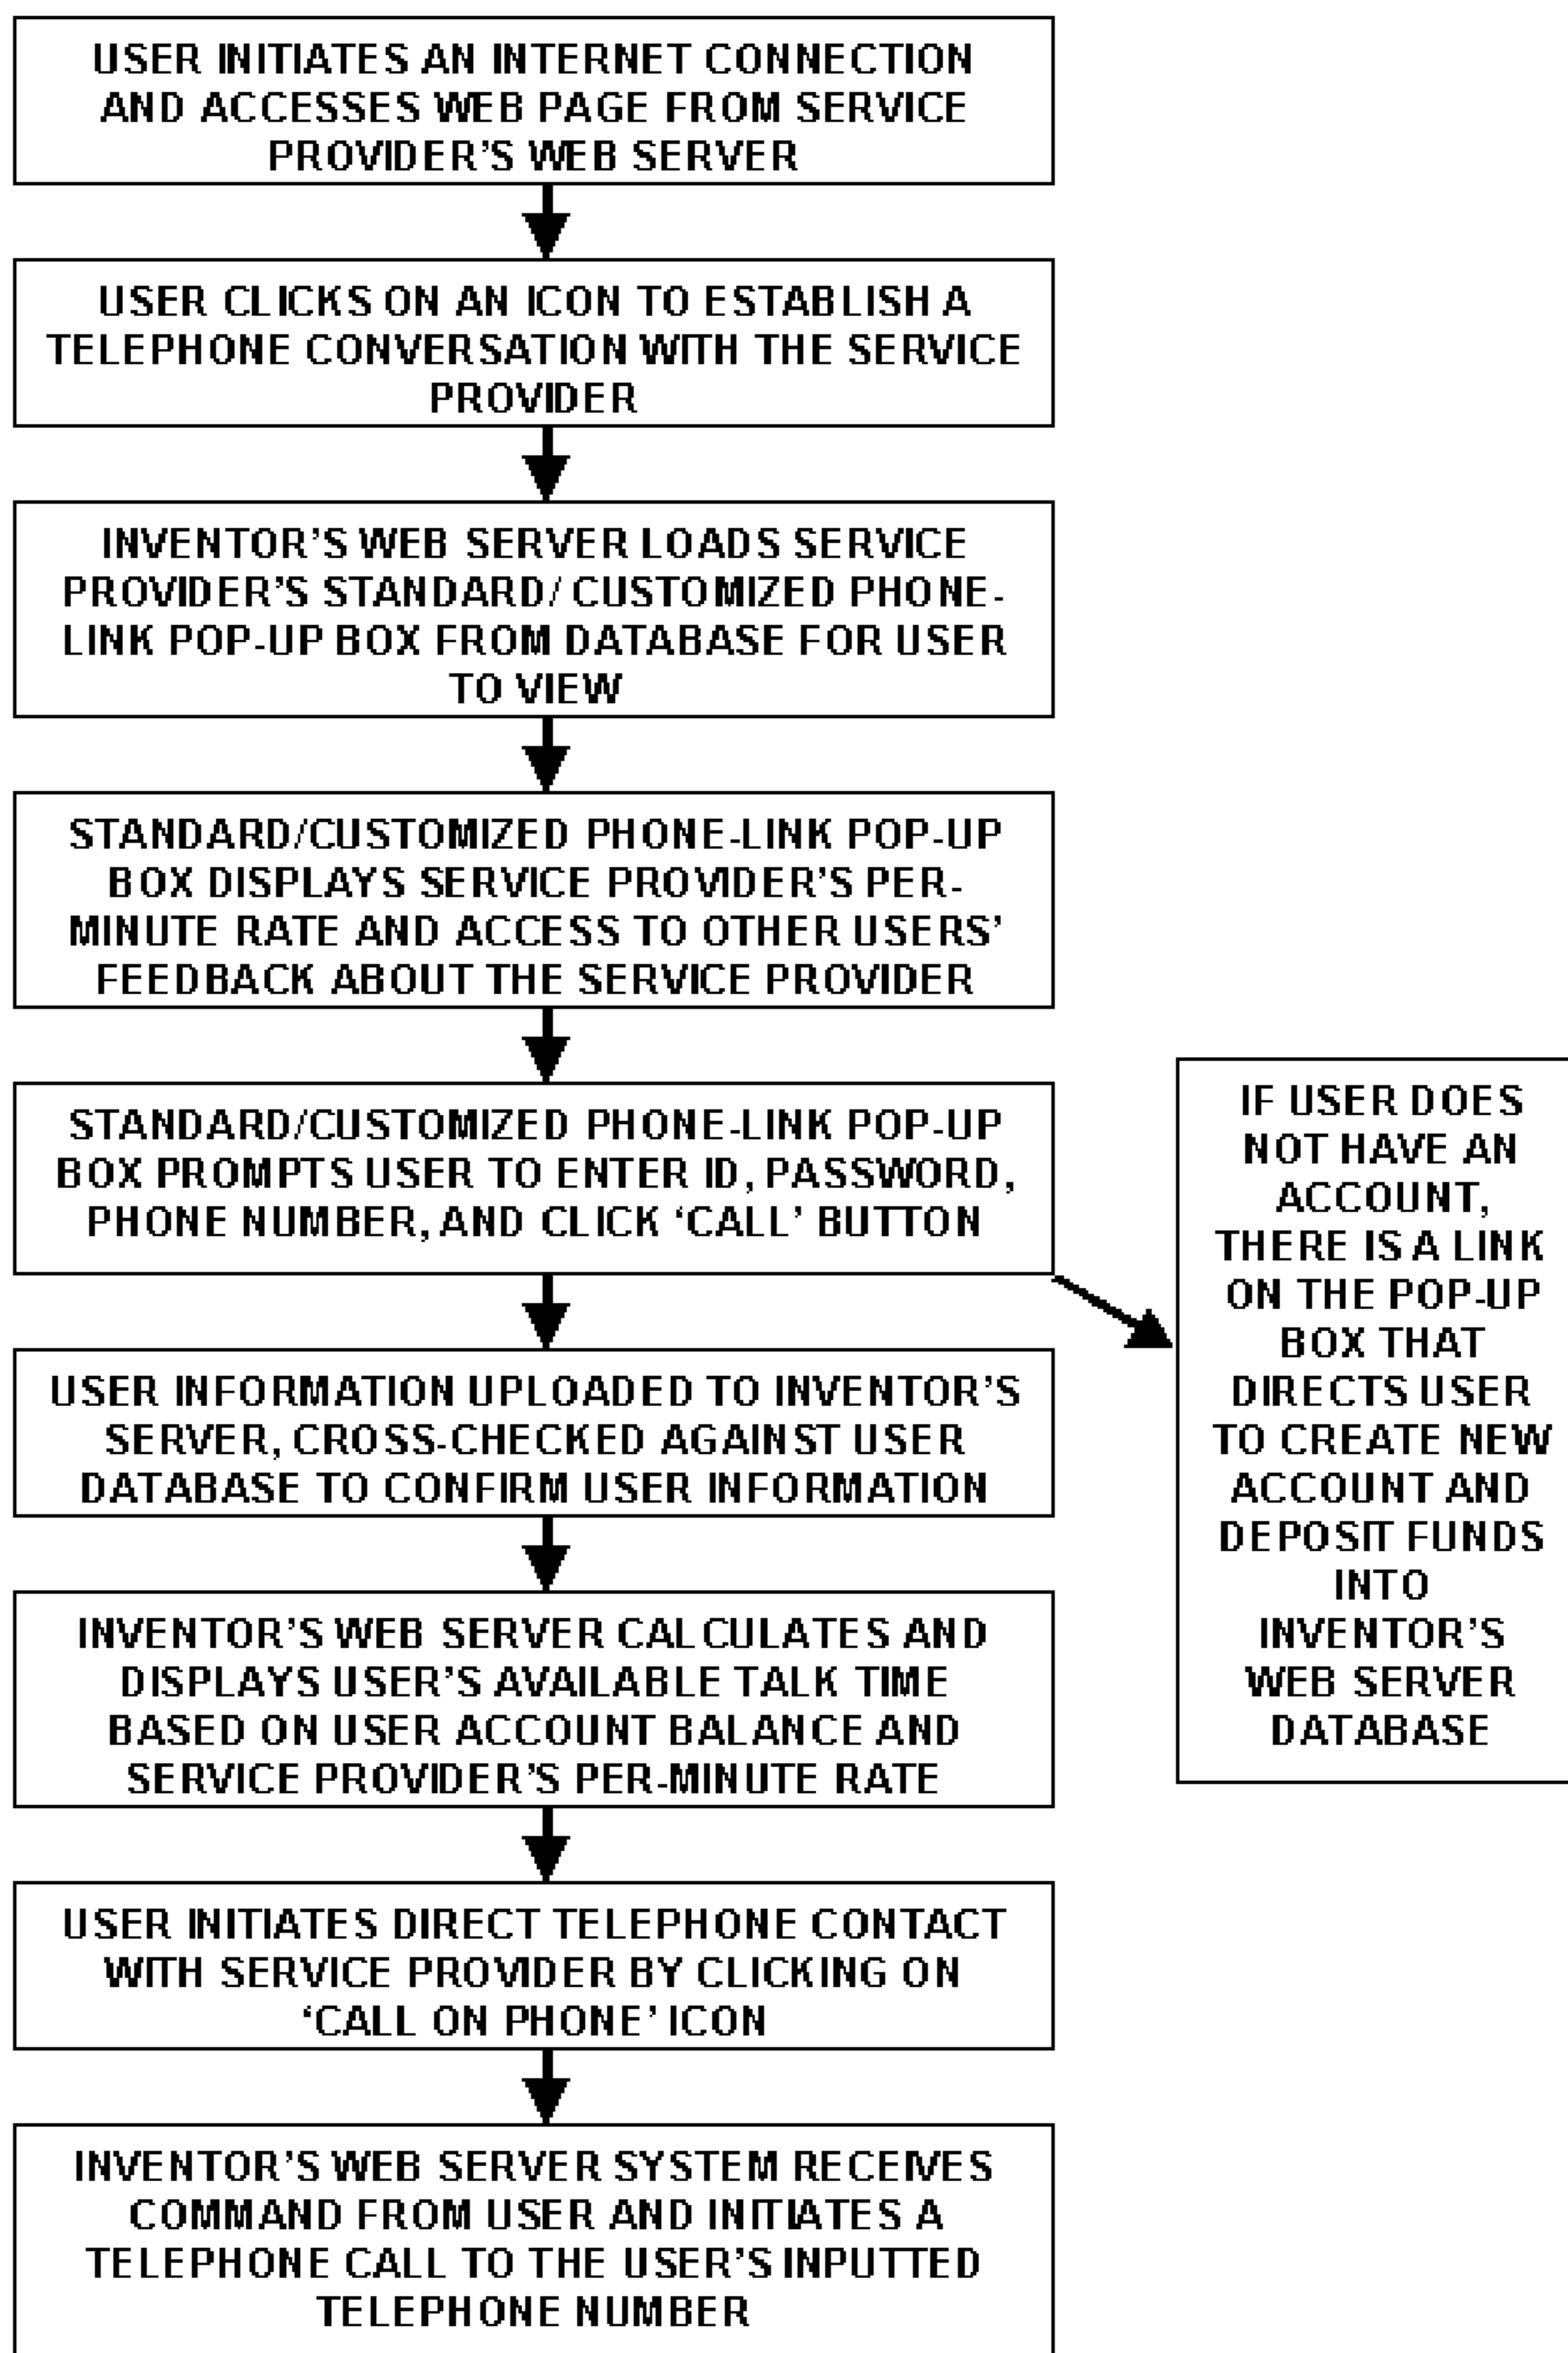 USER INITIATES AN INTERNET CONNECTION
AND ACCESSES WEB PAGE FROM SERVICE
PROVIDER’S WEB SERVER
USER CLICKS ON AN ICON TO ESTABLISH A
TELEPHONE CONVERSATION WITH THE SERVICE
PROVIDER
INVENTOR’S WEB SERVER LOADS SERVICE
PROVIDER’S STANDARD/ CUSTOMIZED PHONE-
LINK POP-UP BOX FROM DATABASE FOR USER
TO VIEW
STANDARD/CUSTOMIZED PHONE-LINK POP-UP
BOX DISPLAYS SERVICE PROVIDER’S PER-
MINUTE RATE AND ACCESS TO OTHER USERS’
FEEDBACK ABOUT THE SERVICE PROVIDER
STANDARD/CUSTOMIZED PHONE-LINK POP-UP
BOX PROMPTS USER TO ENTER ID, PASSWORD,
PHONE NUMBER, AND CLICK ‘CALL’ BUTTON
IF USER DOES
NOT HAVE AN
ACCOUNT,
THERE IS A LINK
ON THE POP-UP
BOX THAT
DIRECTS USER
TO CREATE NEW
ACCOUNT AND
DEPOSIT FUNDS
INTO
INVENTOR’S
WEB SERVER
DATABASE
USER INFORMATION UPLOADED TO INVENTOR’S
SERVER, CROSS-CHECKED AGAINST USER
DATABASE TO CONFIRM USER INFORMATION
INVENTOR’S WEB SERVER CALCULATES AND
DISPLAYS USER’S AVAILABLE TALK TIME
BASED ON USER ACCOUNT BALANCE AND
SERVICE PROVIDER’S PER-MINUTE RATE
USER INITIATES DIRECT TELEPHONE CONTACT
WITH SERVICE PROVIDER BY CLICKING ON
‘CALL ON PHONE’ ICON
INVENTOR’S WEB SERVER SYSTEM RECEIVES
COMMAND FROM USER AND INITIATES A
TELEPHONE CALL TO THE USER’S INPUTTED
TELEPHONE NUMBER